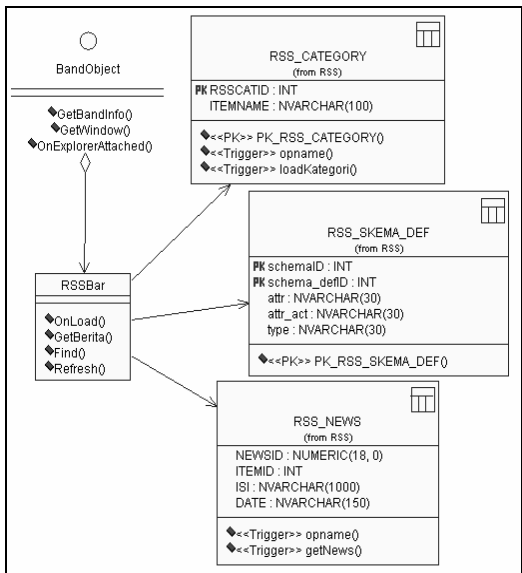 BandObject
GetBandInfo()
GetWindow()
OnExplorerAttached()
RSS_CATEGORY
(from RSS)
PK RSSCATID : INT
ITEMNAME : NVARCHAR(100)
<<PK>> PK_RSS_CATEGORY()
<<Trigger>> opname()
<<Trigger>> loadKategori()
RSSBar
OnLoad()
GetBerita()
Find()
Refresh()
RSS_SKEMA_DEF
(from RSS)
PK schemaID : INT
PK schema_defID : INT
attr : NVARCHAR(30)
attr_act : NVARCHAR(30)
type : NVARCHAR(30)
<<PK>> PK_RSS_SKEMA_DEF()
RSS_NEWS
(from RSS)
NEWSID : NUMERIC(18, 0)
ITEMID : INT
ISI : NVARCHAR(1000)
DATE : NVARCHAR(150)
<<Trigger>> opname()
<<Trigger>> getNews()